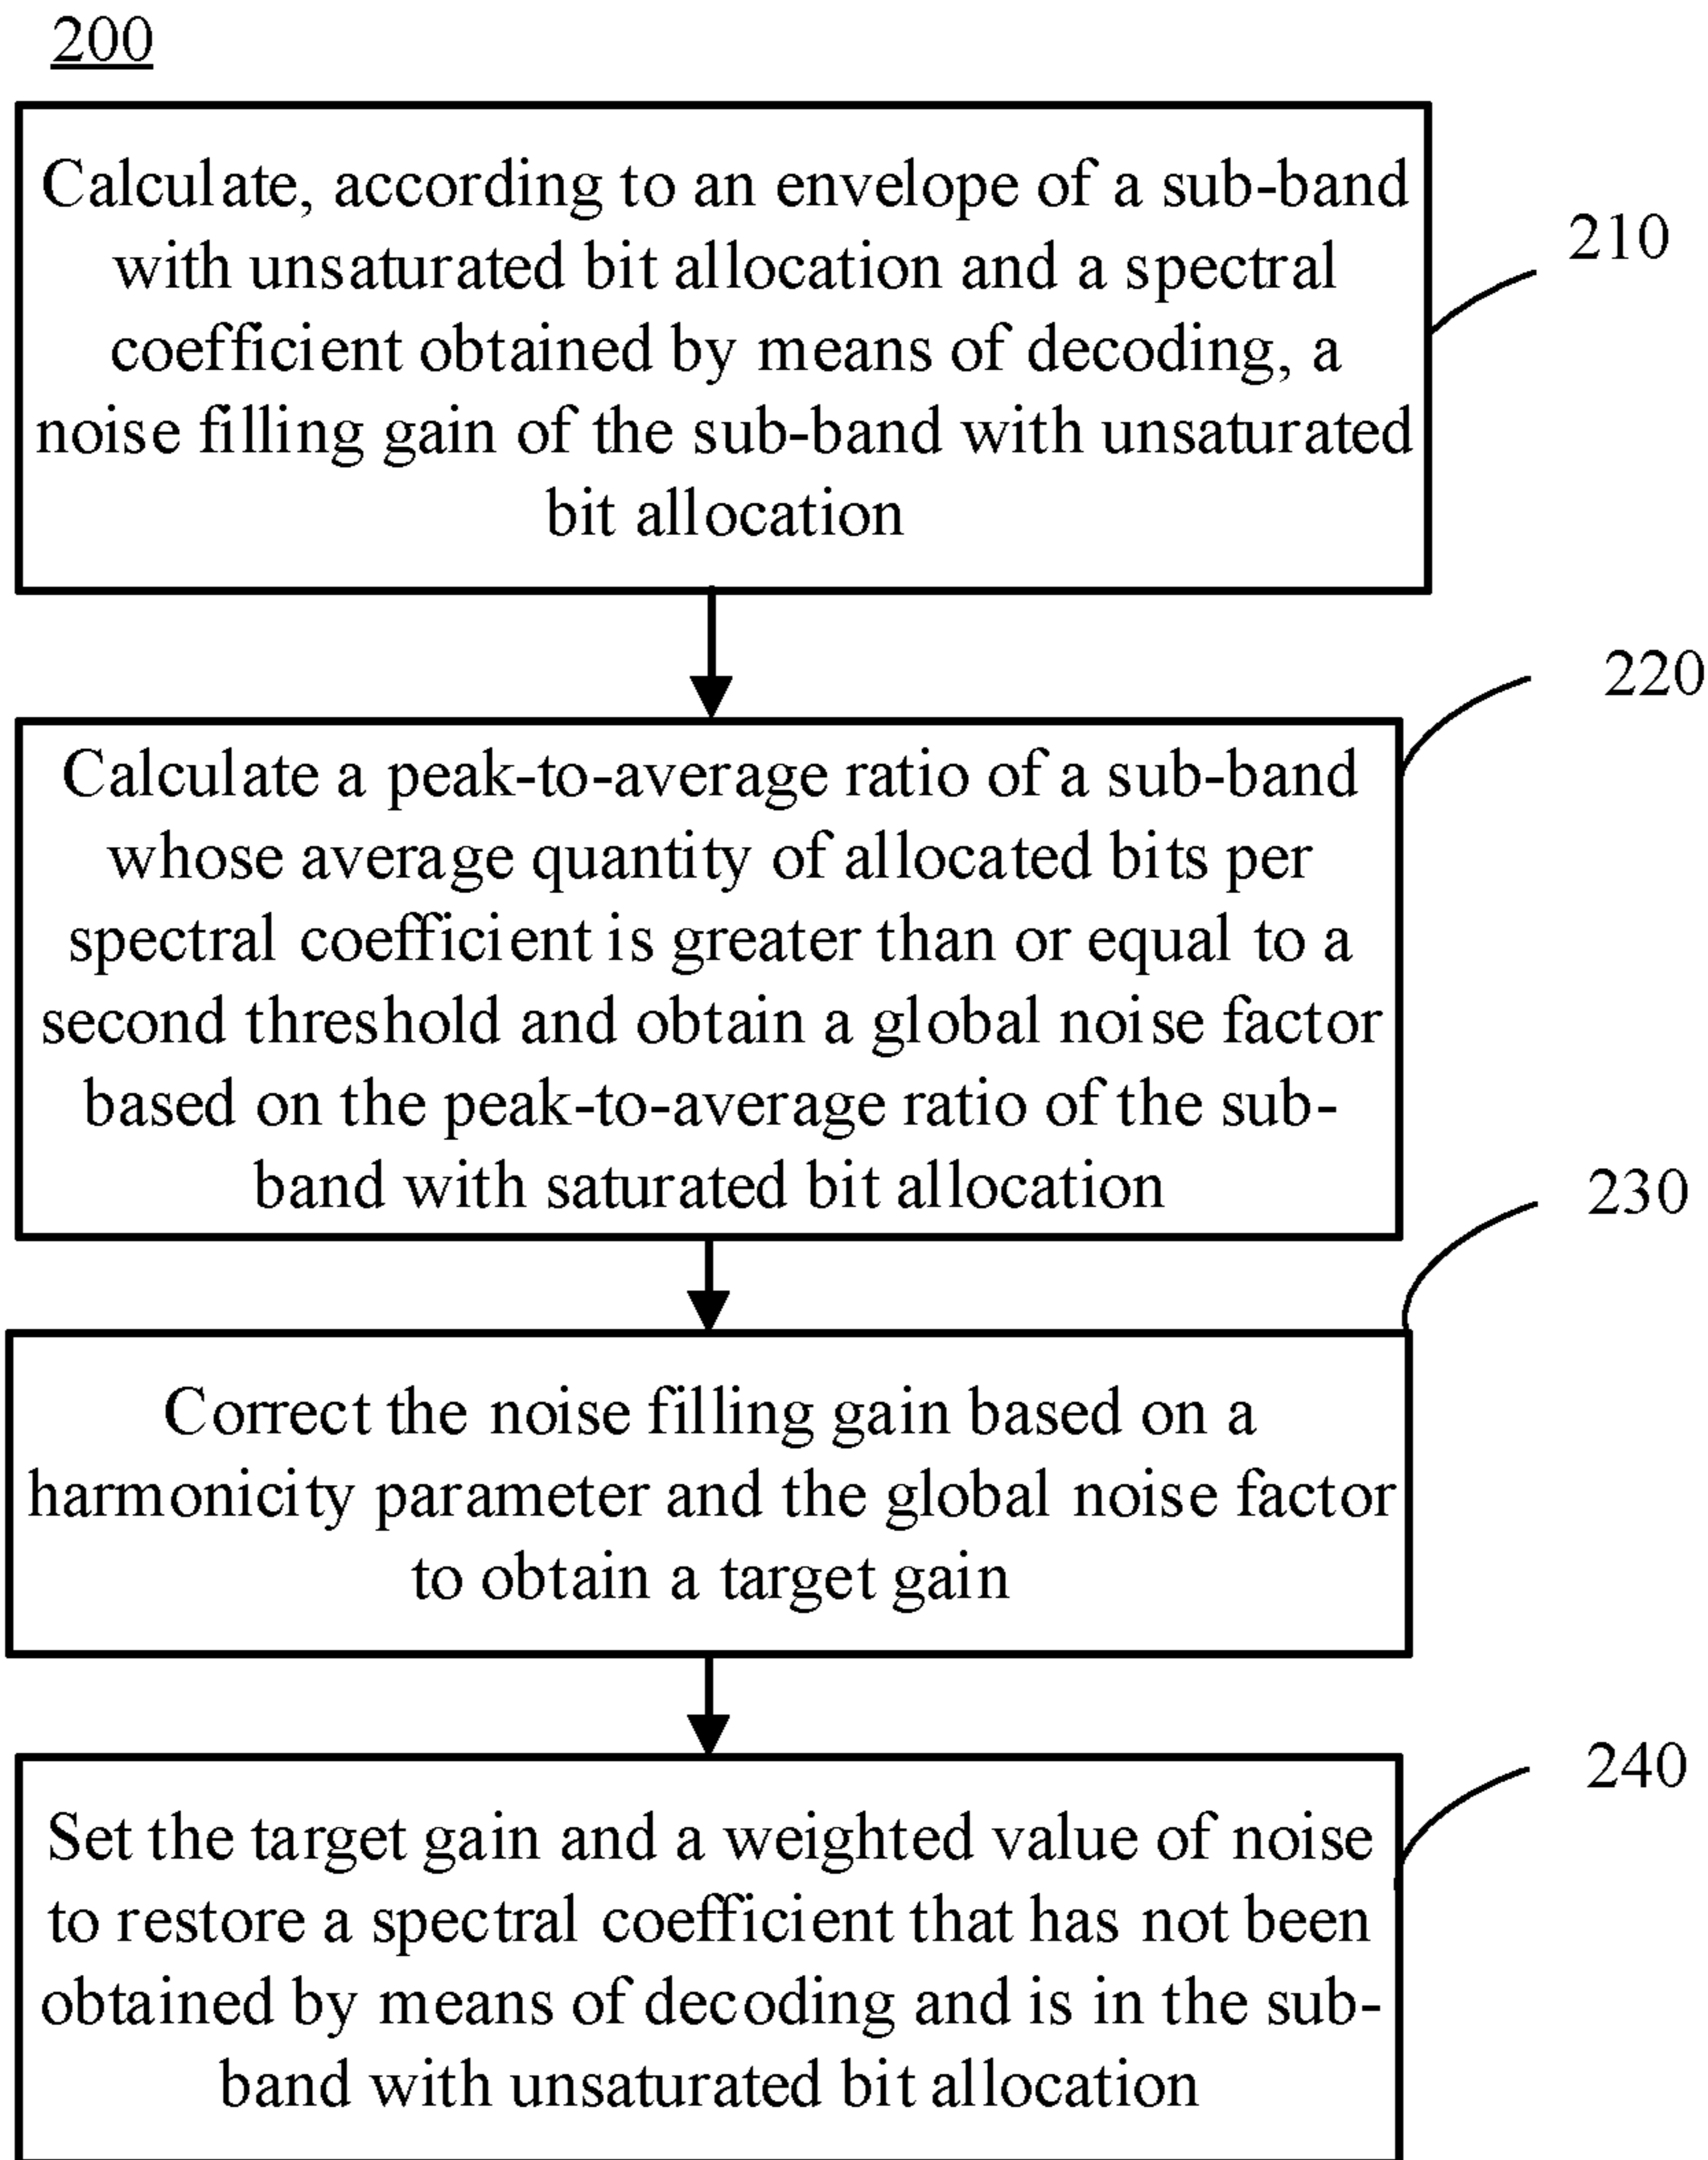 200
Calculate, according to an envelope of a sub-band
with unsaturated bit allocation and a spectral
coefficient obtained by means of decoding, a
noise filling gain of the sub-band with unsaturated
bit allocation
210
220
Calculate a peak-to-average ratio of a sub-band
whose average quantity of allocated bits per
spectral coefficient is greater than or equal to a
second threshold and obtain a global noise factor
based on the peak-to-average ratio of the sub-
band with saturated bit allocation
230
Correct the noise filling gain based on a
harmonicity parameter and the global noise factor
to obtain a target gain
240
Set the target gain and a weighted value of noise
to restore a spectral coefficient that has not been
obtained by means of decoding and is in the sub-
band with unsaturated bit allocation